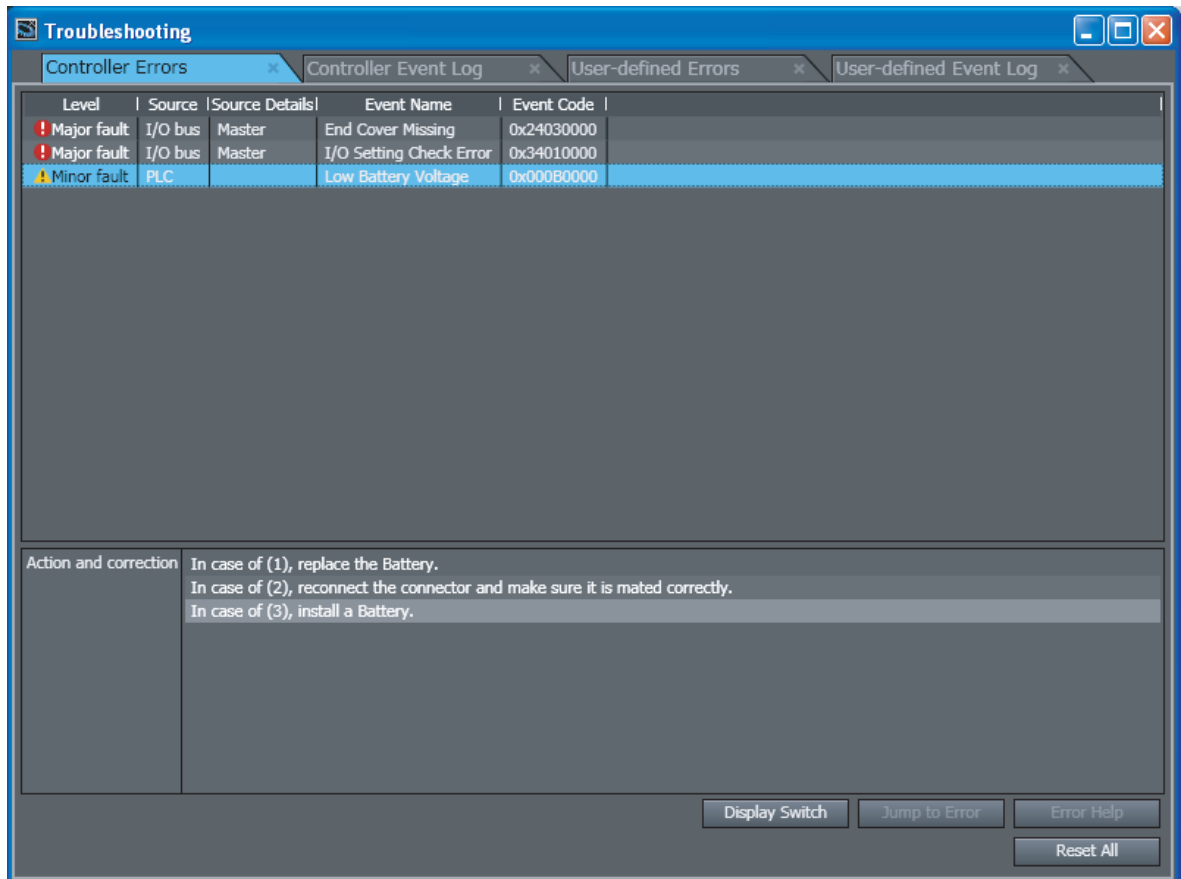 Troubleshooting
Controller Errors Controller Event Log User-defined Errors User-defined Event Log
Level Source Source Details Event Name Event Code
Major fault I/O bus Master End Cover Missing 0x24030000
Major fault I/O bus Master I/O Setting Check Error 0x34010000
Minor fault PLC Low Battery Voltage 0x000B0000
Action and correction In case of (1), replace the Battery.
In case of (2), reconnect the connector and make sure it is mated correctly.
In case of (3), install a Battery.
Display Switch Jump to Error Error Help
Reset All